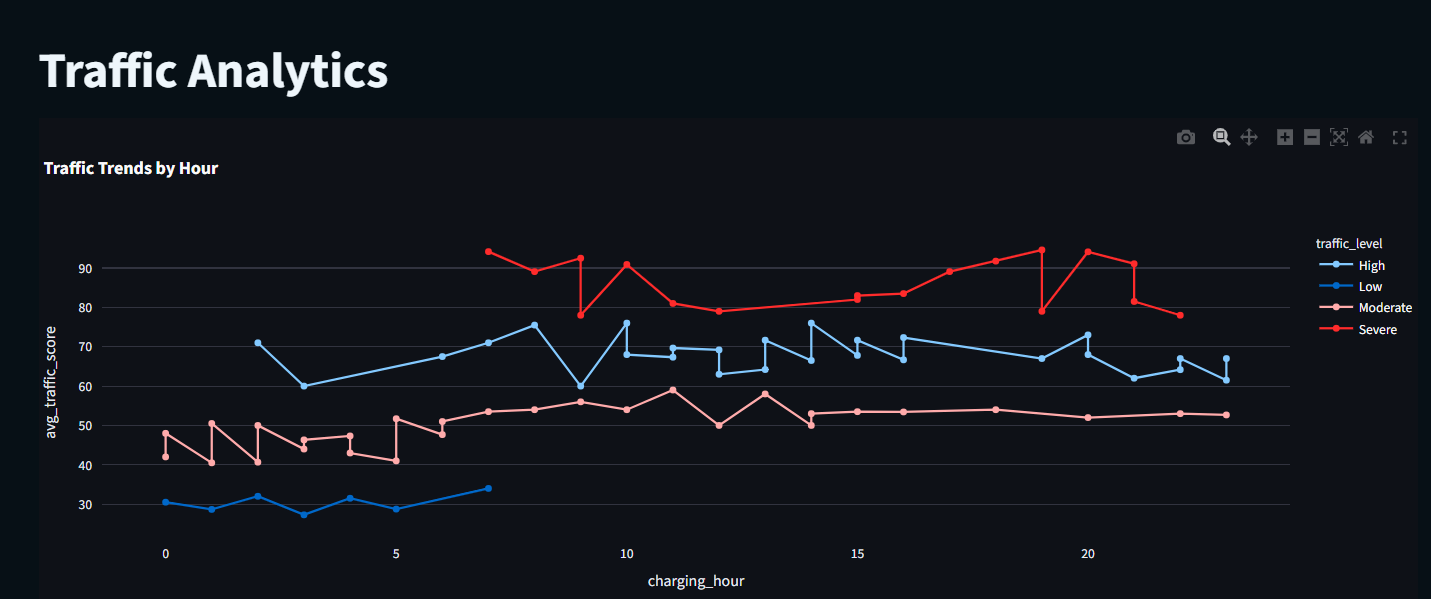 Traffic Analytics
Traffic Trends by Hour
traffic_level
High
Low
Moderate
Severe
avg_traffic_score
90
80
70
60
50
40
30
0 5 10 15 20
charging_hour